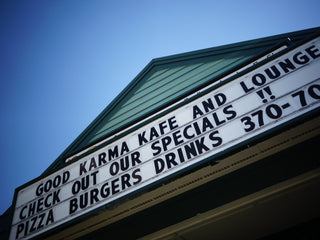 GOOD KARMA KAFE AND LOUNGE
CHECK OUT OUR SPECIALS !!
PIZZA BURGERS DRINKS 370-70